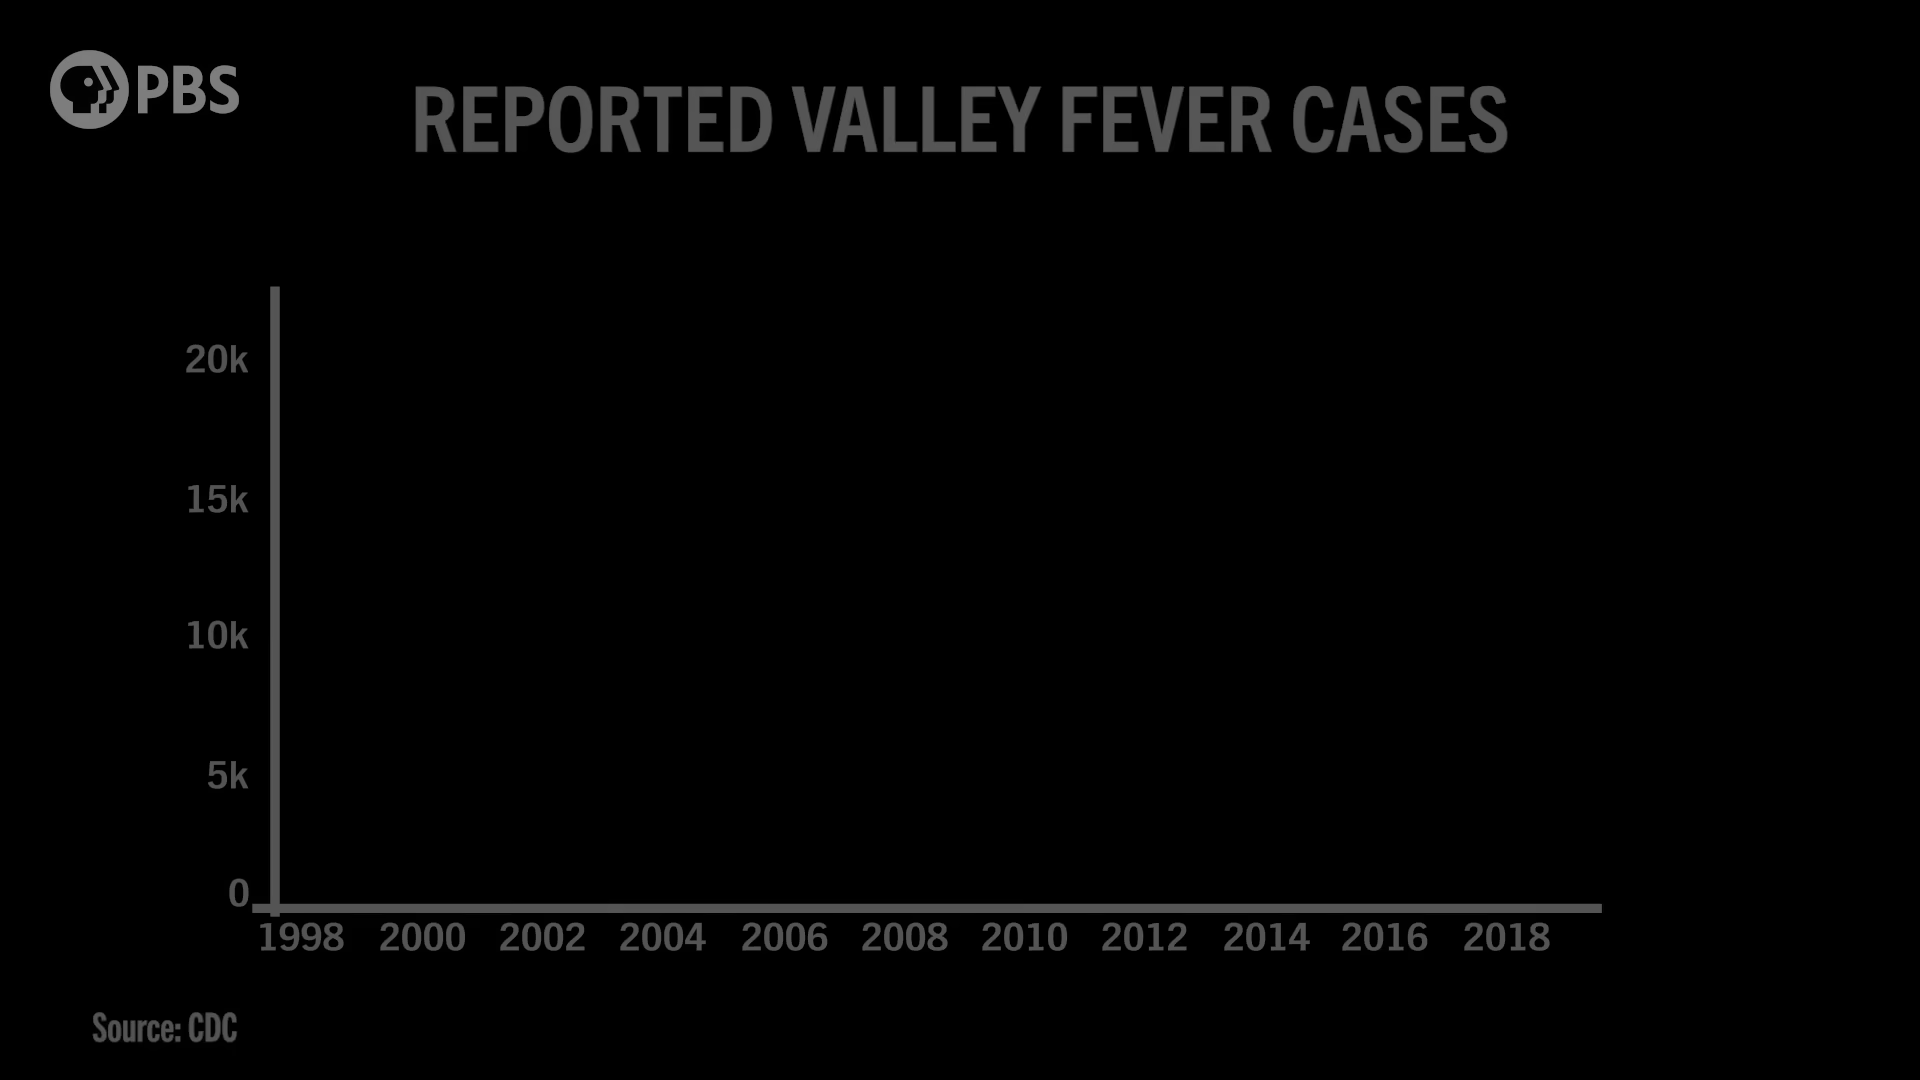 PBS
REPORTED VALLEY FEVER CASES
20k
15k
10k
5k
0
1998 2000 2002 2004 2006 2008 2010 2012 2014 2016 2018
Source: CDC